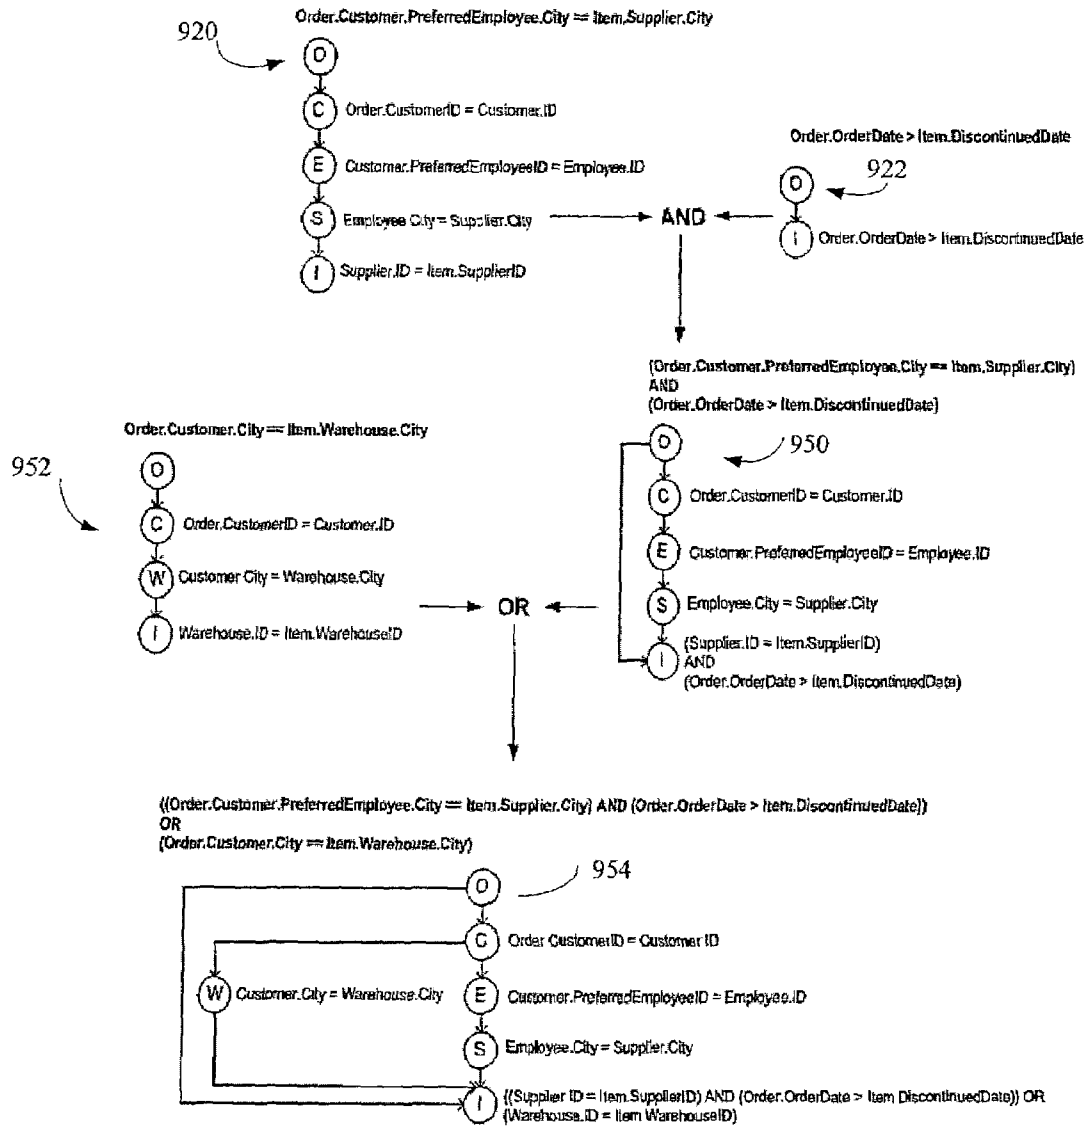 Order.Customer.PreferredEmployee.City == Item.Supplier.City
920
O
C Order.CustomerID = Customer.ID
E Customer.PreferredEmployeeID = Employee.ID
S Employee.City = Supplier.City
I Supplier.ID = Item.SupplierID
AND
Order.OrderDate > Item.DiscontinuedDate
922
O
I Order.OrderDate > Item.DiscontinuedDate
(Order.Customer.PreferredEmployee.City == Item.Supplier.City)
AND
(Order.OrderDate > Item.DiscontinuedDate)
950
O
C Order.CustomerID = Customer.ID
E Customer.PreferredEmployeeID = Employee.ID
S Employee.City = Supplier.City
I (Supplier.ID = Item.SupplierID)
AND
(Order.OrderDate > Item.DiscontinuedDate)
Order.Customer.City == Item.Warehouse.City
952
O
C Order.CustomerID = Customer.ID
W Customer City = Warehouse.City
I Warehouse.ID = Item.WarehouseID
OR
((Order.Customer.PreferredEmployee.City == Item.Supplier.City) AND (Order.OrderDate > Item.DiscontinuedDate))
OR
(Order.Customer.City == Item.Warehouse.City)
954
O
C Order CustomerID = Customer ID
W Customer.City = Warehouse.City
E Customer.PreferredEmployeeID = Employee.ID
S Employee.City = Supplier.City
I ((Supplier ID = Item.SupplierID) AND (Order.OrderDate > Item DiscontinuedDate)) OR
(Warehouse.ID = Item WarehouseID)